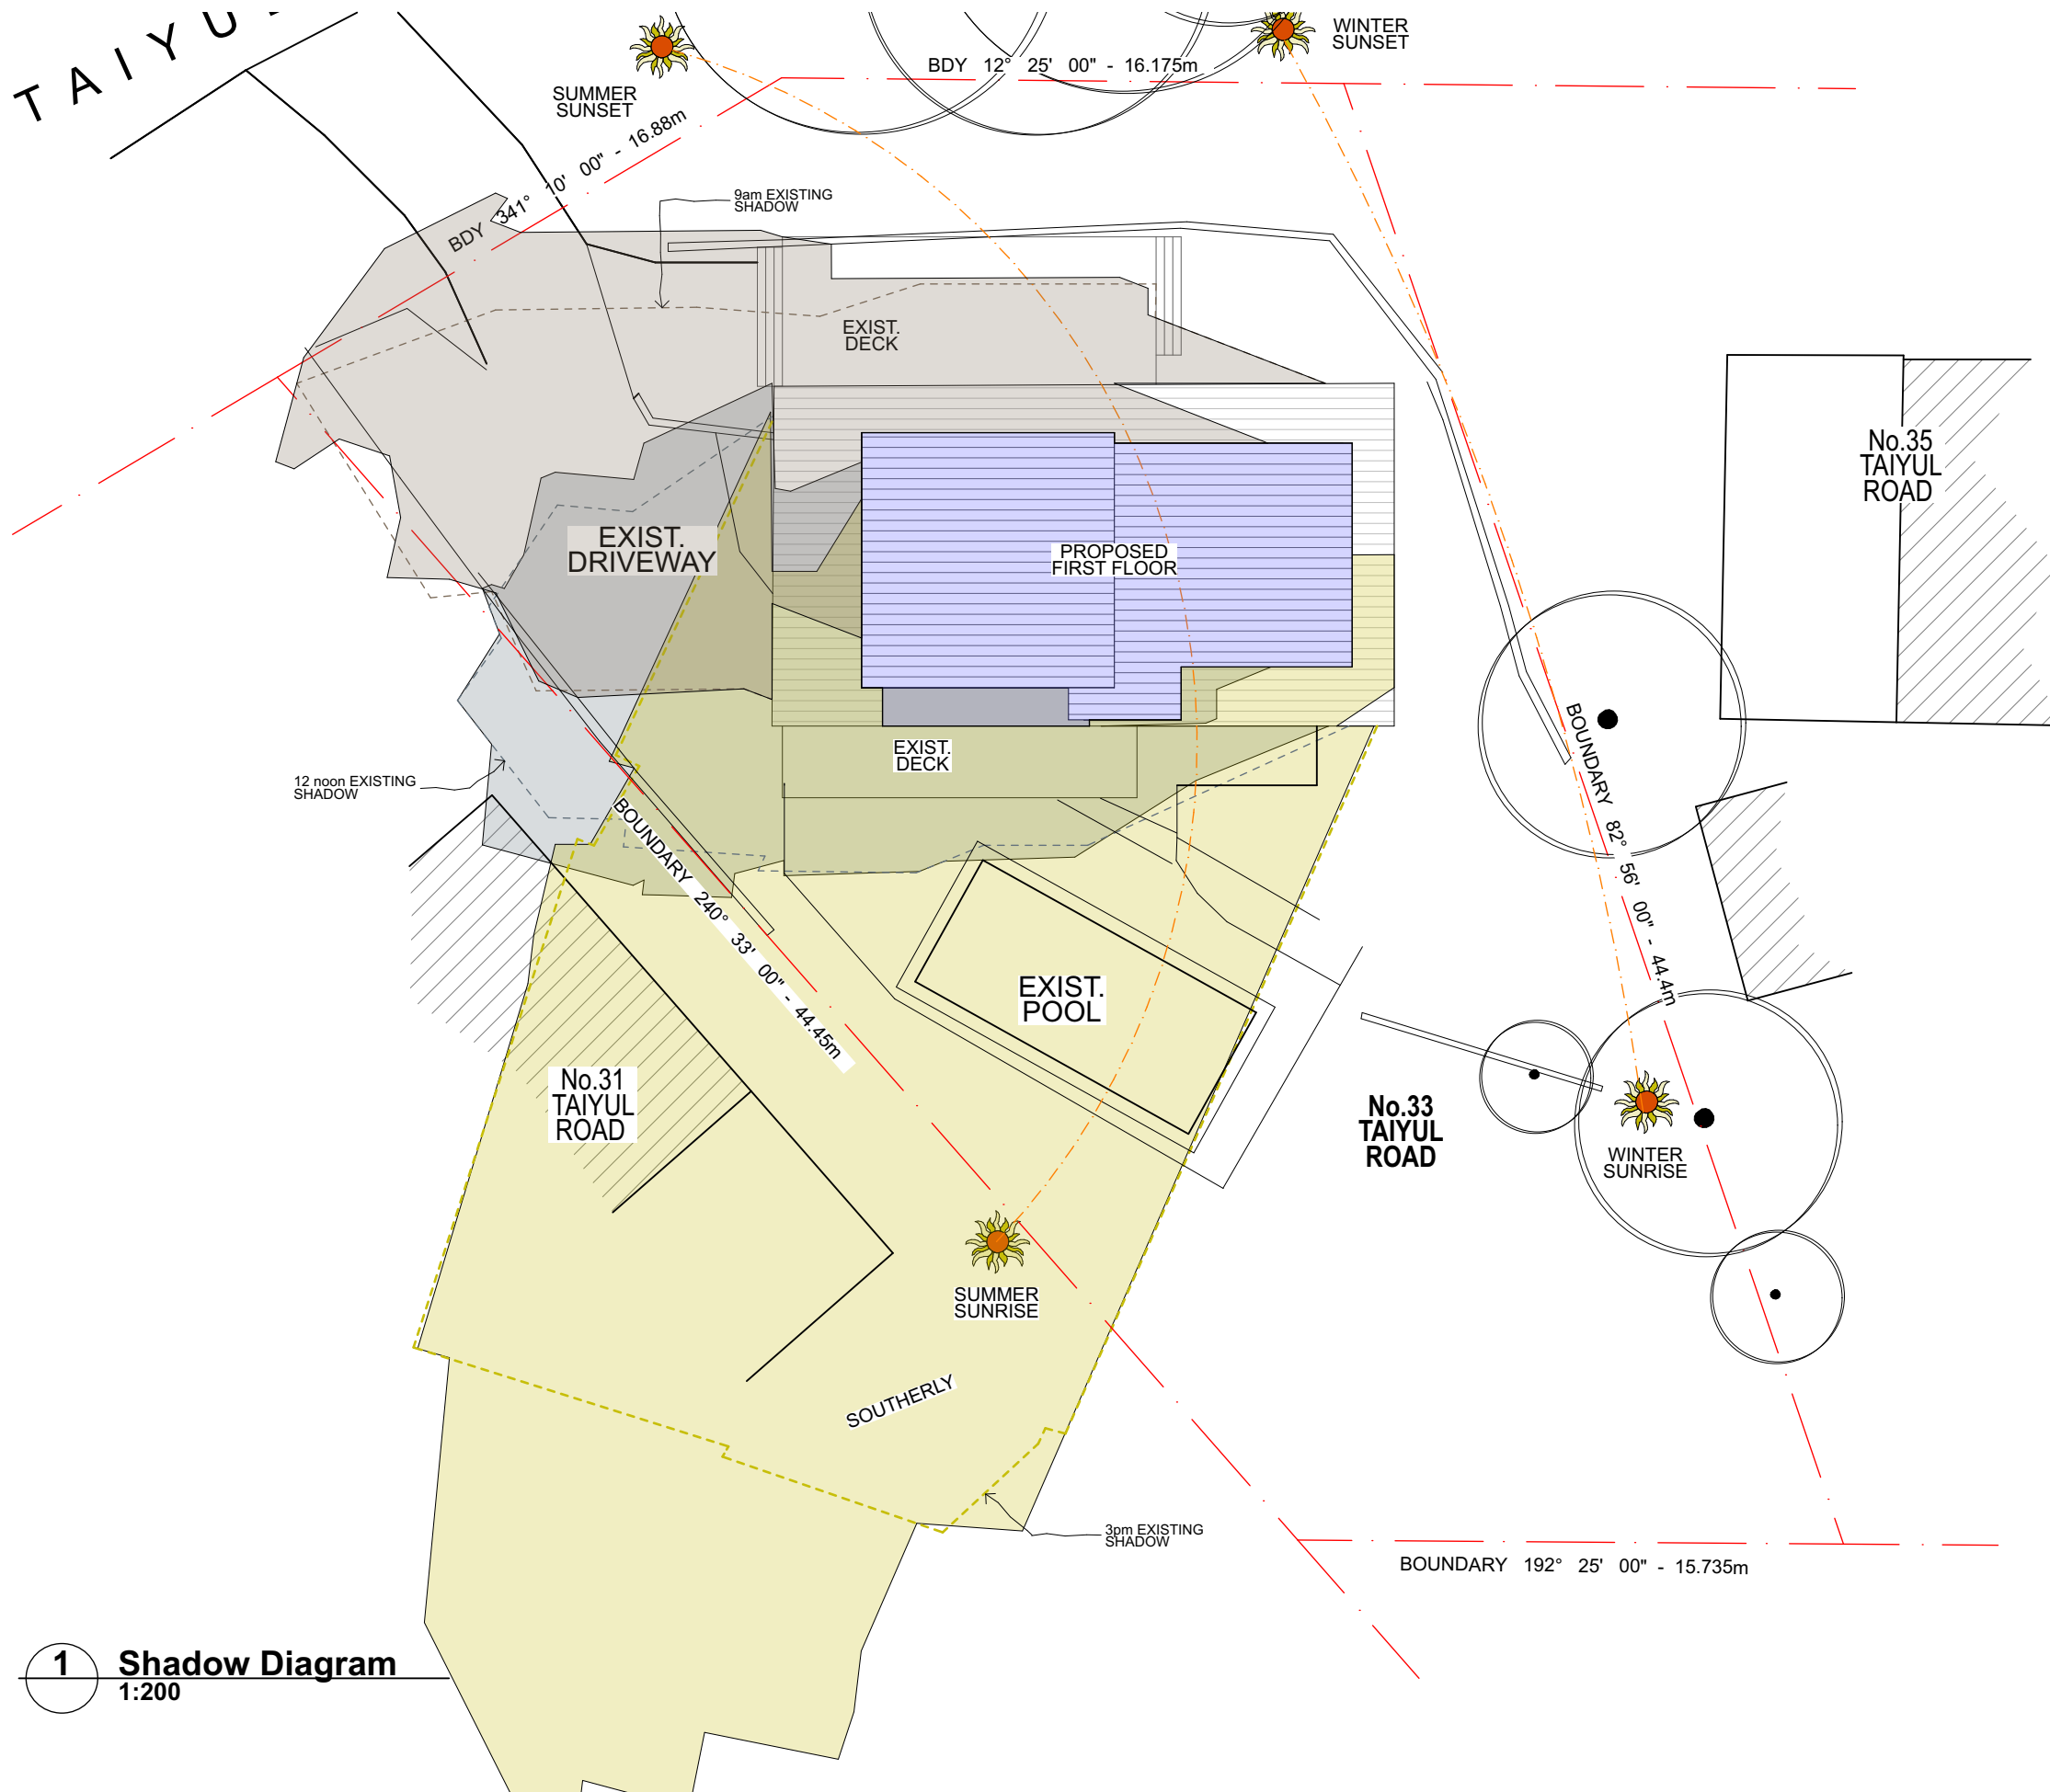 TAIYU
SUMMER
SUNSET
WINTER
SUNSET
BDY 12° 25' 00" - 16.175m
BDY 341° 10' 00" - 16.88m
9am EXISTING
SHADOW
EXIST.
DECK
No.35
TAIYUL
ROAD
EXIST.
DRIVEWAY
PROPOSED
FIRST FLOOR
EXIST.
DECK
12 noon EXISTING
SHADOW
BOUNDARY 240° 33' 00" - 44.45m
BOUNDARY 82° 56' 00" - 44.4m
EXIST.
POOL
No.31
TAIYUL
ROAD
No.33
TAIYUL
ROAD
WINTER
SUNRISE
SUMMER
SUNRISE
SOUTHERLY
3pm EXISTING
SHADOW
BOUNDARY 192° 25' 00" - 15.735m
1 Shadow Diagram
1:200